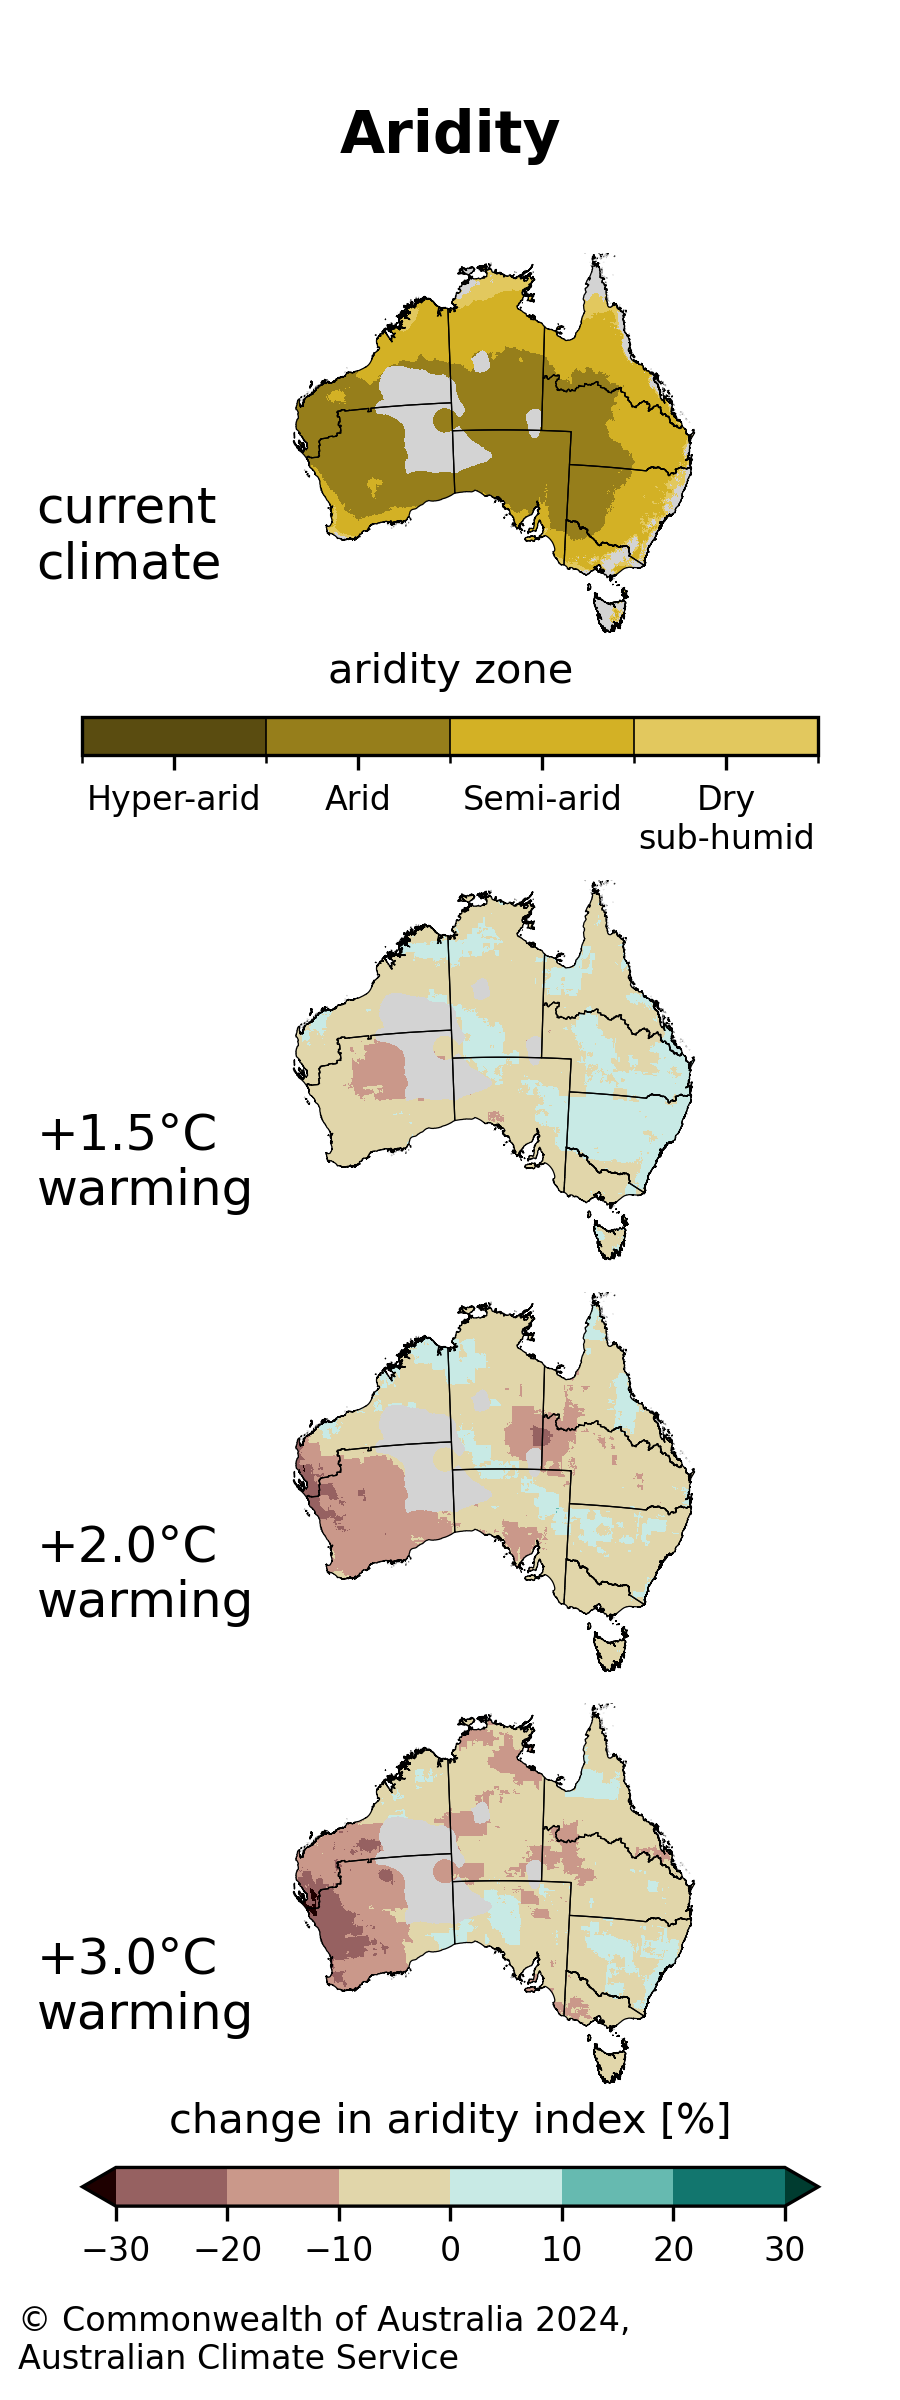 Aridity
current
climate
aridity zone
Hyper-arid
Arid
Semi-arid
Dry
sub-humid
+1.5°C
warming
+2.0°C
warming
+3.0°C
warming
change in aridity index [%]
−30 −20 −10 0 10 20 30
© Commonwealth of Australia 2024,
Australian Climate Service